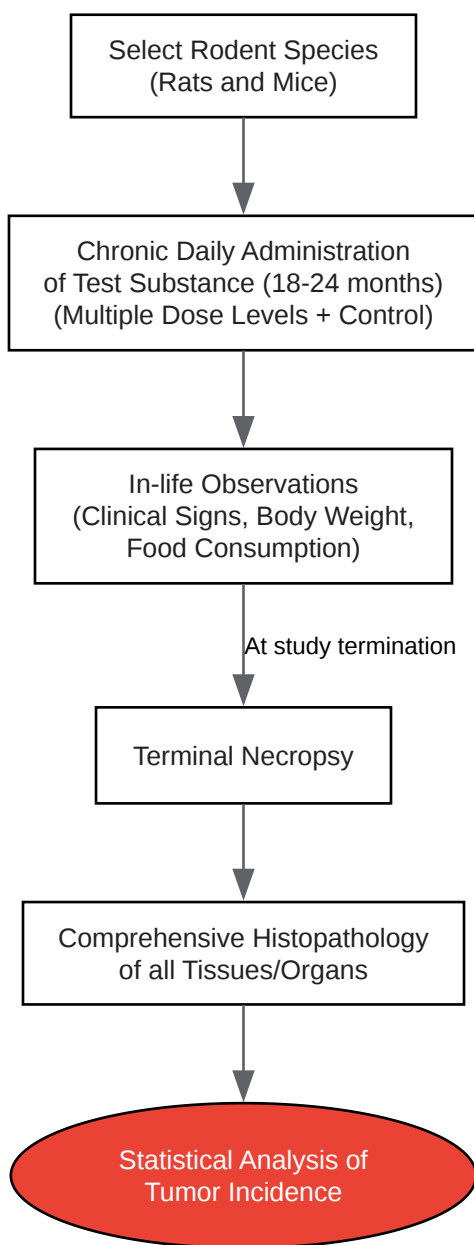 Select Rodent Species
(Rats and Mice)
Chronic Daily Administration
of Test Substance (18-24 months)
(Multiple Dose Levels + Control)
In-life Observations
(Clinical Signs, Body Weight,
Food Consumption)
At study termination
Terminal Necropsy
Comprehensive Histopathology
of all Tissues/Organs
Statistical Analysis of
Tumor Incidence